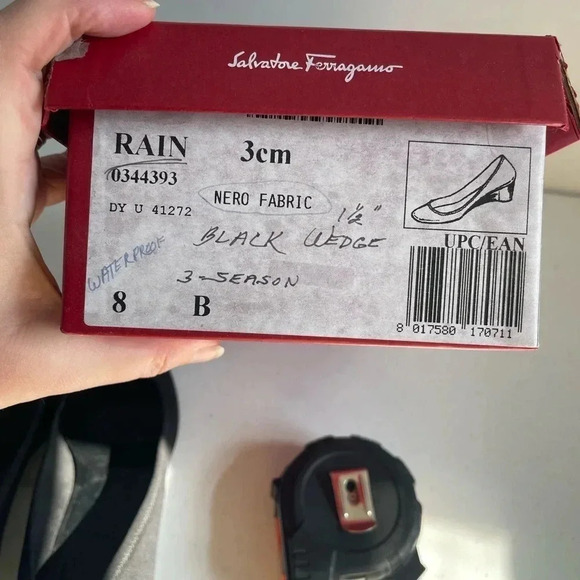 Salvatore Ferragamo
RAIN 3cm
0344393 NERO FABRIC
DY U 41272 1½"
BLACK WEDGE UPC/EAN
WATERPROOF 3-SEASON
8 B
8 017580 170711